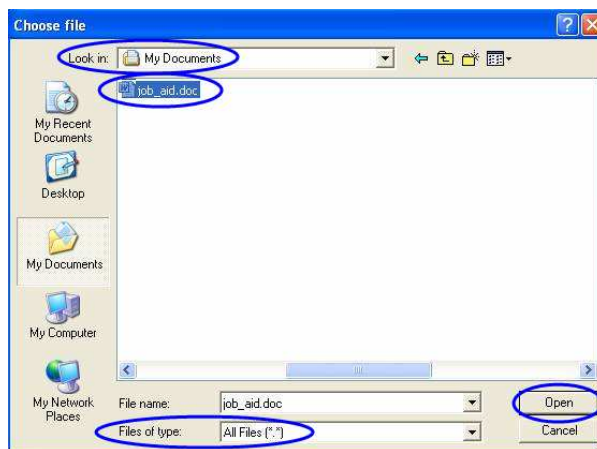 Choose file
Look in: My Documents
job_aid.doc
My Recent
Documents
Desktop
My Documents
My Computer
My Network
Places
File name: job_aid.doc Open
Files of type: All Files (*.*) Cancel